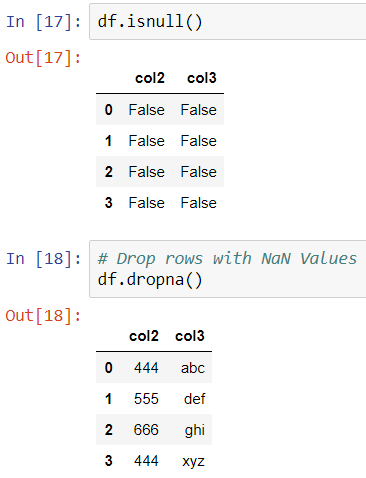 In [17]: df.isnull()
Out[17]:
col2 col3
0 False False
1 False False
2 False False
3 False False
In [18]: # Drop rows with NaN Values
df.dropna()
Out[18]:
col2 col3
0 444 abc
1 555 def
2 666 ghi
3 444 xyz